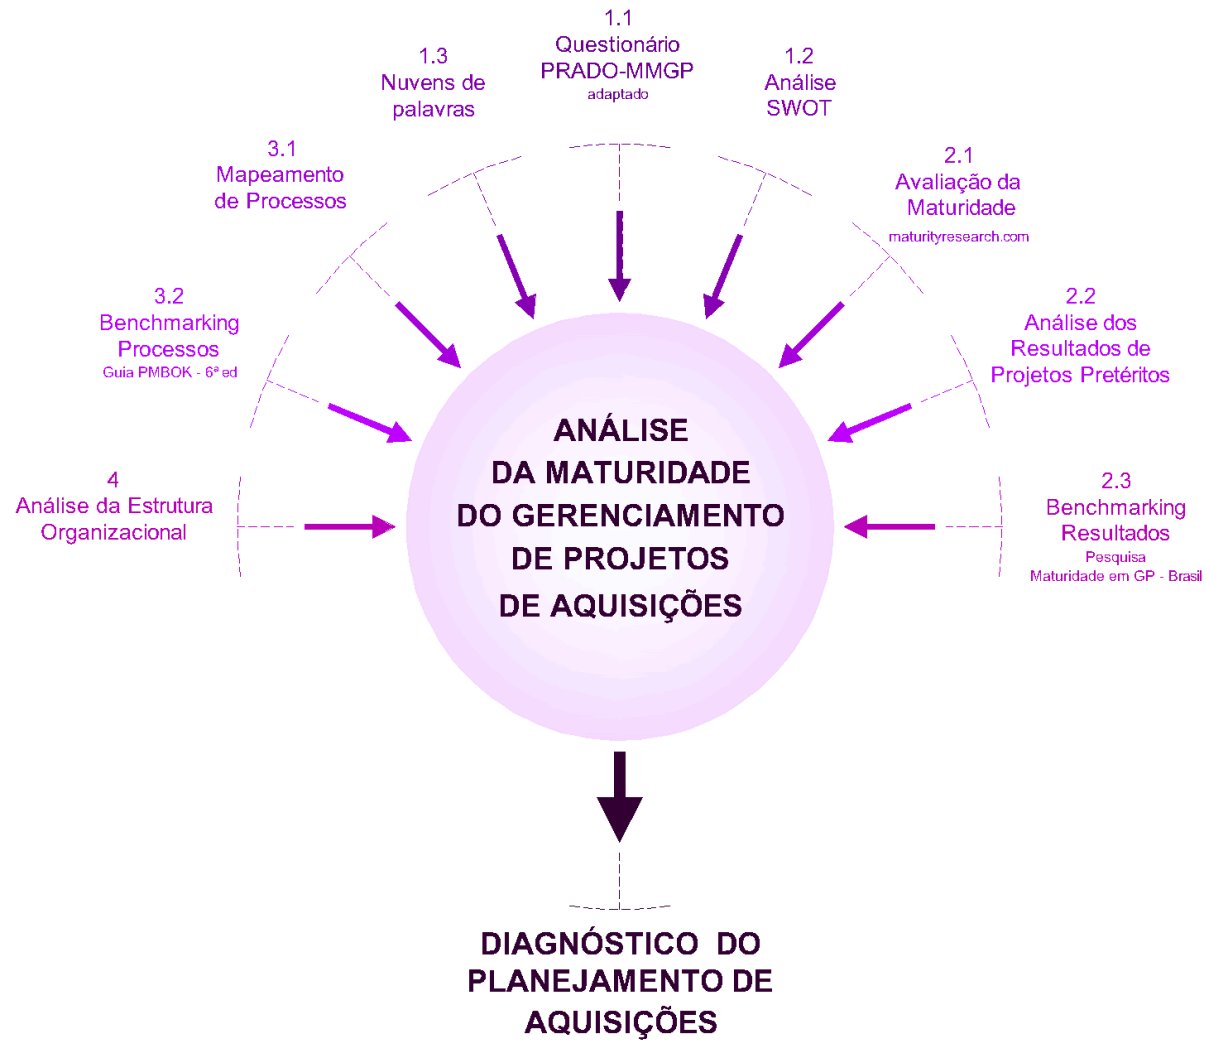 1.1
Questionário
PRADO-MMGP
adaptado
1.2
Análise
SWOT
1.3
Nuvens de
palavras
2.1
Avaliação da
Maturidade
maturityresearch.com
3.1
Mapeamento
de Processos
2.2
Análise dos
Resultados de
Projetos Pretéritos
3.2
Benchmarking
Processos
Guia PMBOK - 6ª ed
2.3
Benchmarking
Resultados
Pesquisa
Maturidade em GP - Brasil
4
Análise da Estrutura
Organizacional
ANÁLISE
DA MATURIDADE
DO GERENCIAMENTO
DE PROJETOS
DE AQUISIÇÕES
DIAGNÓSTICO DO
PLANEJAMENTO DE
AQUISIÇÕES